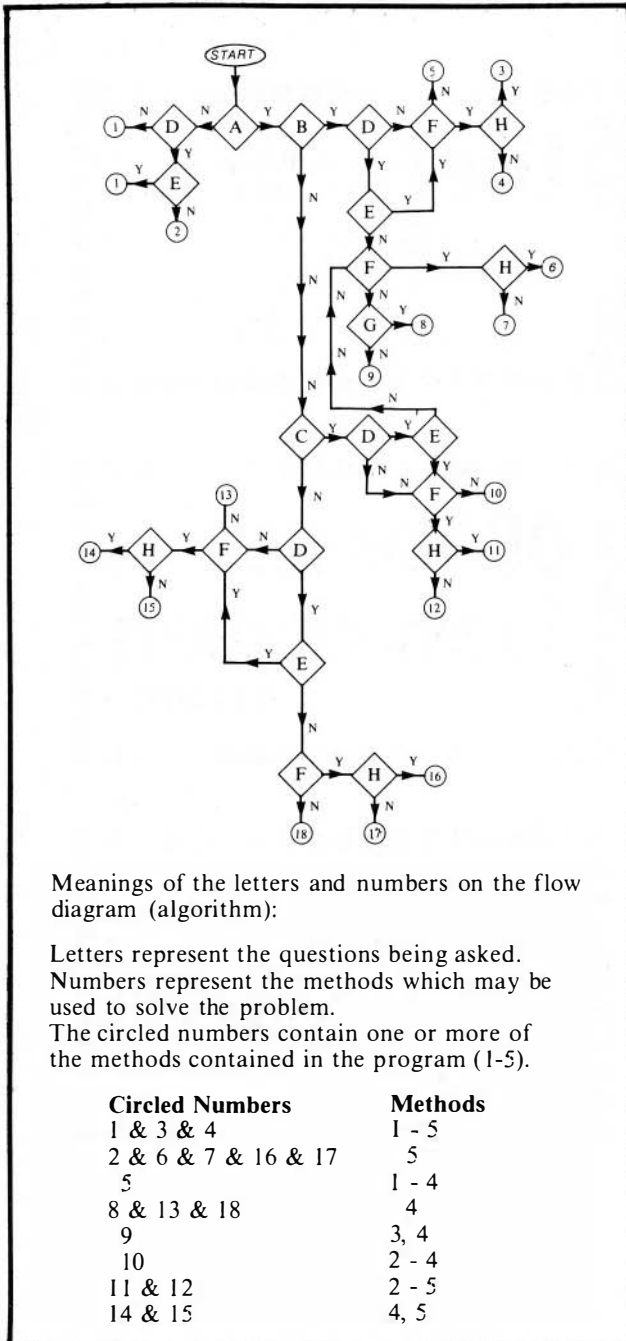 START
5 3
N Y
N N Y Y N Y
1 D A B D F H
Y Y Y N
Y
1 E 4
N Y
N E Y
2
N
Y Y
F H 6
N
N N N
Y
G 8 7
N
N
9
N
N
C Y D Y E
N Y
13 N N F N 10
N
N Y
14 Y H Y F N D H Y 11
N N
15 Y Y 12
Y E
N
Y Y
F H 16
N N
18 17
Meanings of the letters and numbers on the flow
diagram (algorithm):
Letters represent the questions being asked.
Numbers represent the methods which may be
used to solve the problem.
The circled numbers contain one or more of
the methods contained in the program (1-5).
Circled Numbers Methods
1 & 3 & 4 1 - 5
2 & 6 & 7 & 16 & 17 5
5 1 - 4
8 & 13 & 18 4
9 3, 4
10 2 - 4
11 & 12 2 - 5
14 & 15 4, 5